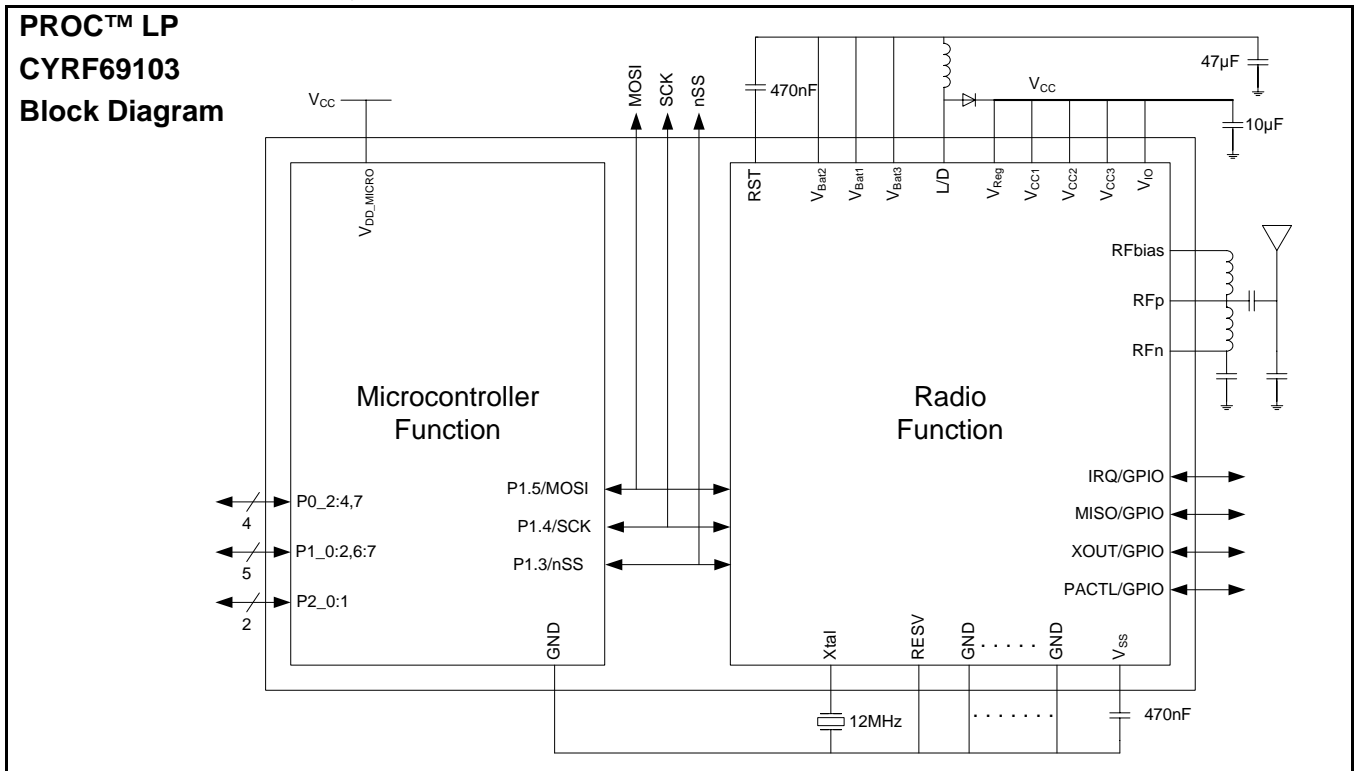 PROC™ LP
CYRF69103
Block Diagram
47µF
470nF
MOSI
SCK
nSS
VCC
VCC
10µF
VDD_MICRO
RST
VBat2
VBat1
VBat3
L/D
VReg
VCC1
VCC2
VCC3
VIO
RFbias
RFp
RFn
Microcontroller
Function
Radio
Function
P0_2:4,7
4
P1_0:2,6:7
5
P2_0:1
2
P1.5/MOSI
P1.4/SCK
P1.3/nSS
IRQ/GPIO
MISO/GPIO
XOUT/GPIO
PACTL/GPIO
GND
Xtal
RESV
GND
. . . . .
GND
VSS
12MHz
. . . . . . .
470nF